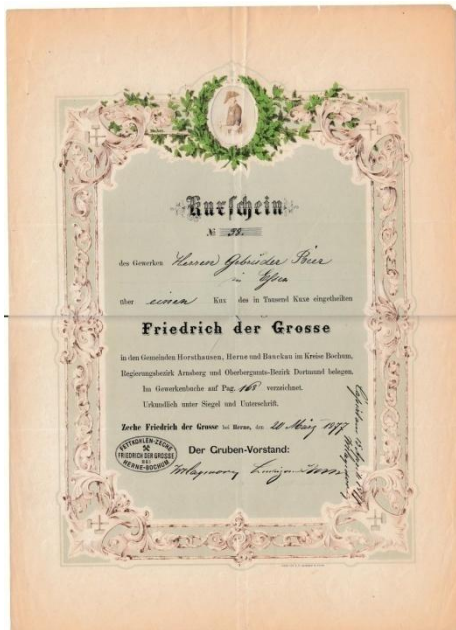 Kuxschein
№ 38.
des Gewerken Herren Gebrüder
in Essen
über einen Kux des in Tausend Kuxe eingetheilten
Friedrich der Grosse
in den Gemeinden Horsthausen, Herne und Baukau im Kreise Bochum,
Regierungsbezirk Arnsberg und Oberbergamts-Bezirk Dortmund belegen.
Im Gewerkenbuche auf Pag. 168 verzeichnet.
Urkundlich unter Siegel und Unterschrift.
Zeche Friedrich der Grosse bei Herne, den 20 März 1877
Der Gruben-Vorstand:
FETTKOHLEN-ZECHE
FRIEDRICH DER GROSSE
BEI
HERNE-BOCHUM